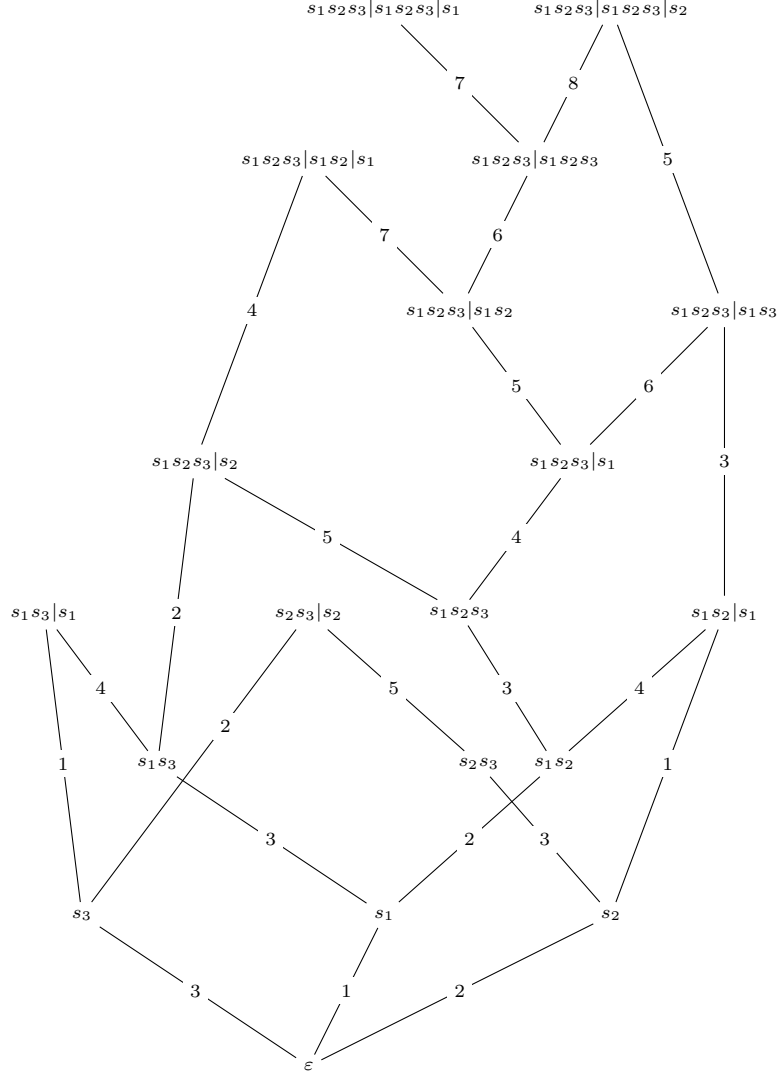 s₁s₂s₃|s₁s₂s₃|s₁ s₁s₂s₃|s₁s₂s₃|s₂
7 8
s₁s₂s₃|s₁s₂|s₁ s₁s₂s₃|s₁s₂s₃ 5
7 6
4 s₁s₂s₃|s₁s₂ s₁s₂s₃|s₁s₃
5 6
s₁s₂s₃|s₂ s₁s₂s₃|s₁ 3
5 4
s₁s₃|s₁ 2 s₂s₃|s₂ s₁s₂s₃ s₁s₂|s₁
4 5 3 4
2
1 s₁s₃ s₂s₃ s₁s₂ 1
3 2 3
s₃ s₁ s₂
3 1 2
ε